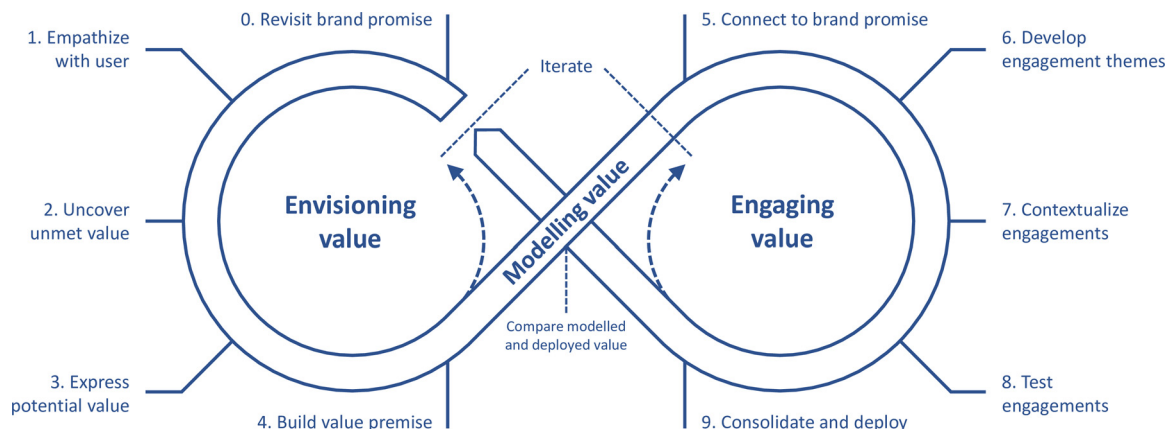 0. Revisit brand promise
1. Empathize
with user
2. Uncover
unmet value
3. Express
potential value
4. Build value premise
Envisioning
value
Iterate
Modelling value
Compare modelled
and deployed value
Engaging
value
5. Connect to brand promise
6. Develop
engagement themes
7. Contextualize
engagements
8. Test
engagements
9. Consolidate and deploy